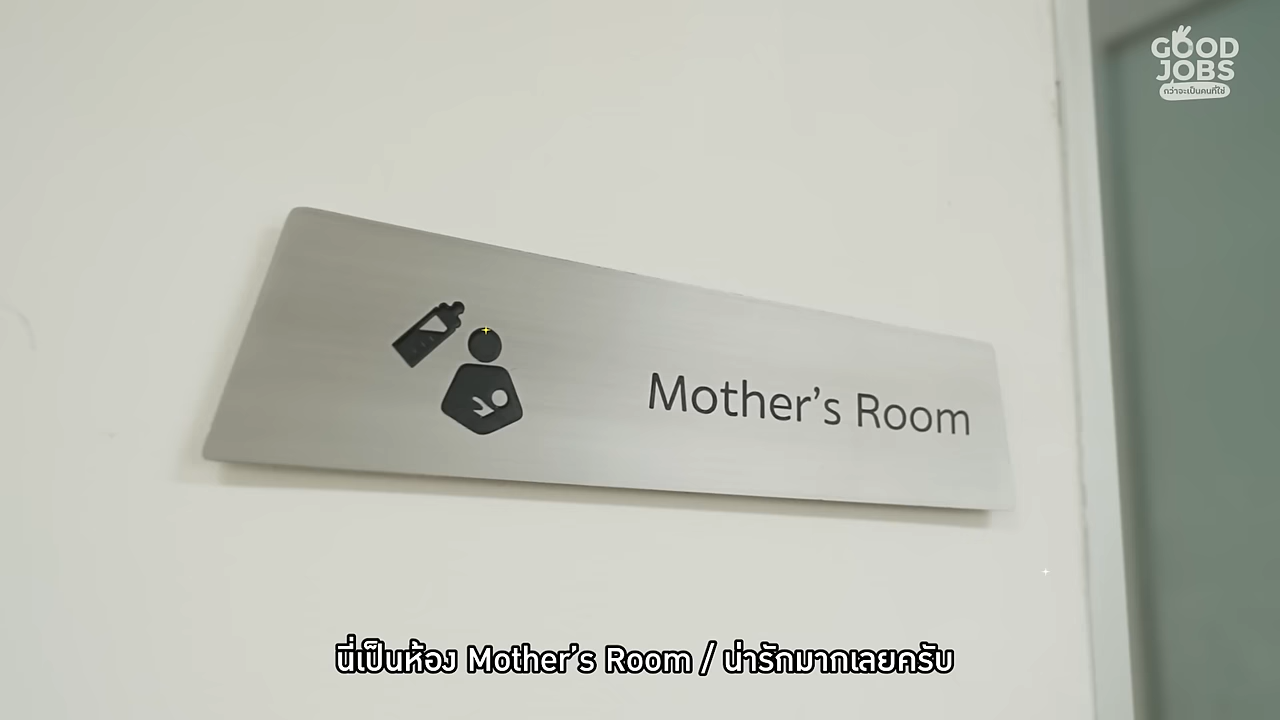 GOOD
JOBS
กว่าจะเป็นคนที่ใช่
Mother's Room
นี่เป็นห้อง Mother's Room / น่ารักมากเลยครับ